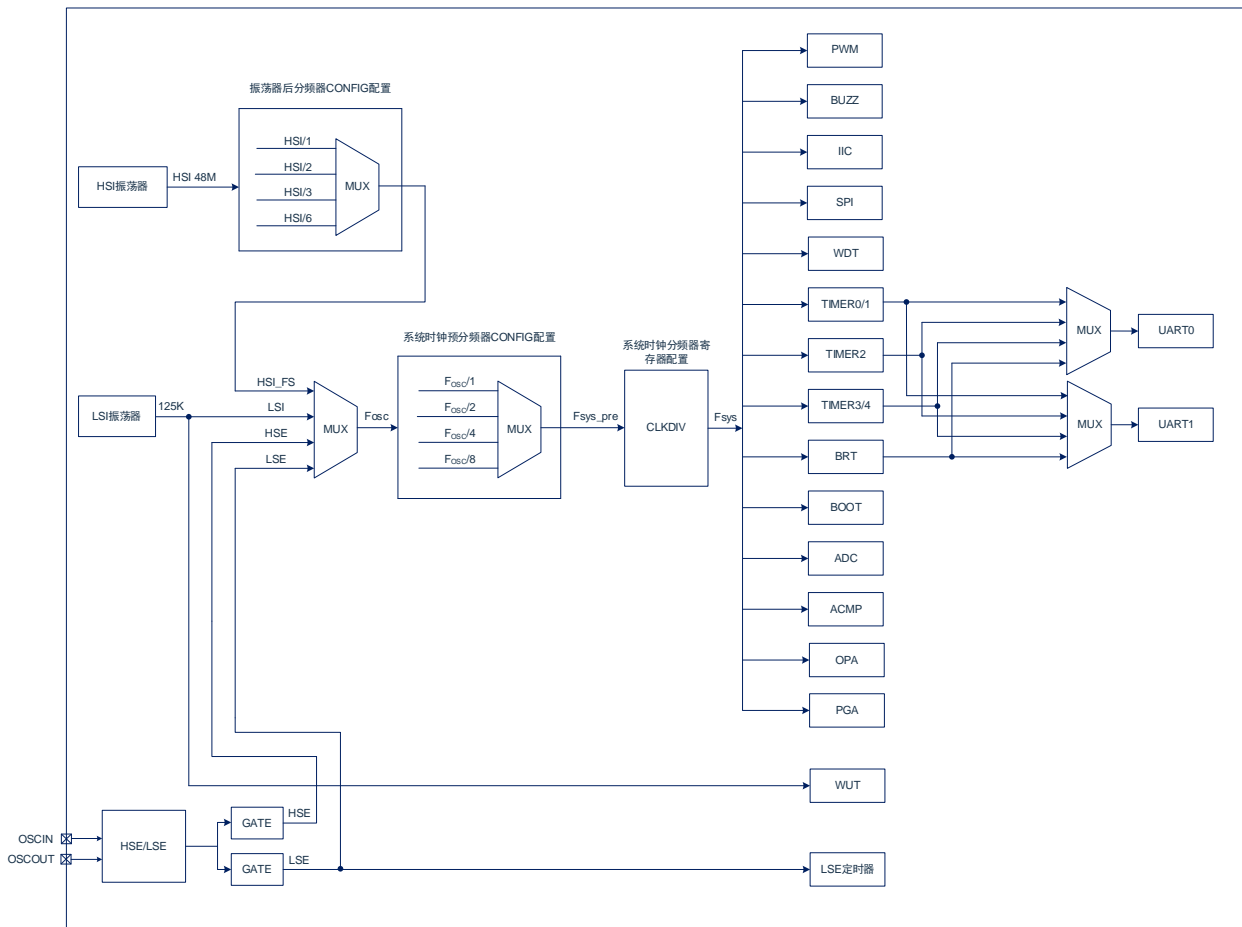 振荡器后分频器CONFIG配置
HSI/1
HSI/2
HSI/3
HSI/6
MUX
HSI振荡器
HSI 48M
系统时钟预分频器CONFIG配置
系统时钟分频器寄
存器配置
HSI_FS
LSI
HSE
LSE
MUX
LSI振荡器
125K
Fosc
FOSC/1
FOSC/2
FOSC/4
FOSC/8
MUX
Fsys_pre
CLKDIV
Fsys
PWM
BUZZ
IIC
SPI
WDT
TIMER0/1
TIMER2
TIMER3/4
BRT
BOOT
ADC
ACMP
OPA
PGA
MUX
UART0
MUX
UART1
WUT
OSCIN
OSCOUT
HSE/LSE
GATE
HSE
GATE
LSE
LSE定时器